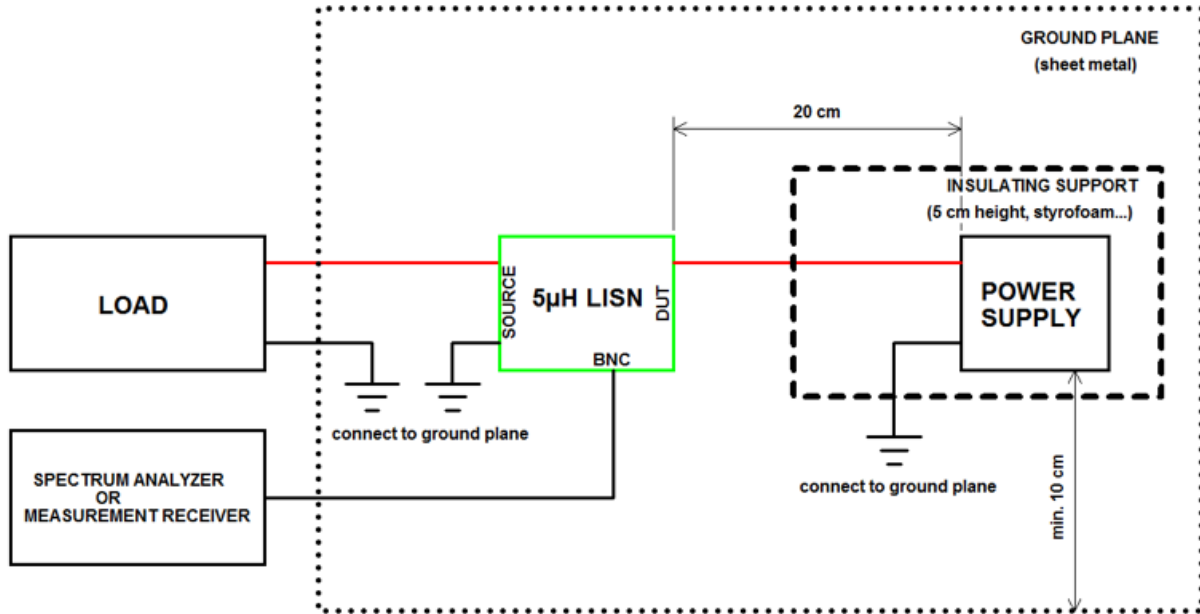 GROUND PLANE
(sheet metal)
20 cm
INSULATING SUPPORT
(5 cm height, styrofoam...)
LOAD
SOURCE
5µH LISN
DUT
BNC
POWER
SUPPLY
connect to ground plane
SPECTRUM ANALYZER
OR
MEASUREMENT RECEIVER
connect to ground plane
min. 10 cm